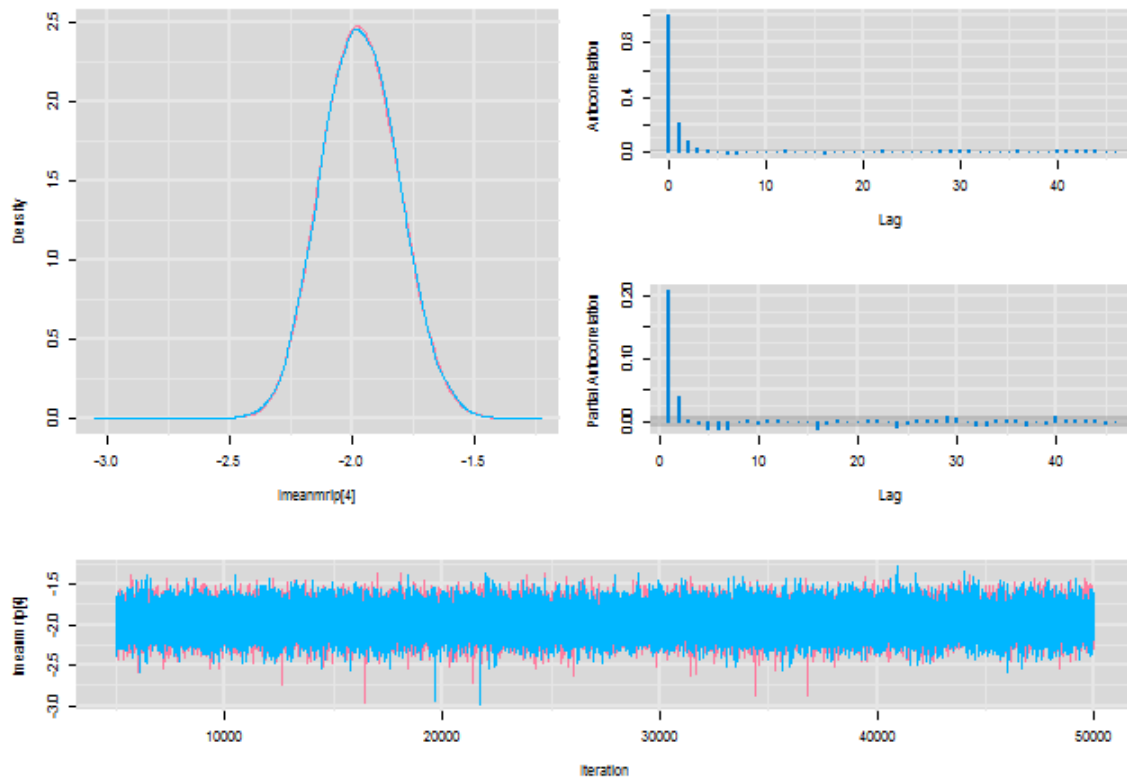 2.5
2.0
1.5
1.0
0.5
0.0
Density
-3.0 -2.5 -2.0 -1.5
lmeanmrip[4]
0.8
0.4
0.0
Autocorrelation
0 10 20 30 40
Lag
0.20
0.10
0.00
Partial Autocorrelation
0 10 20 30 40
Lag
-1.5
-2.0
-2.5
-3.0
lmeanmrip[4]
10000 20000 30000 40000 50000
Iteration